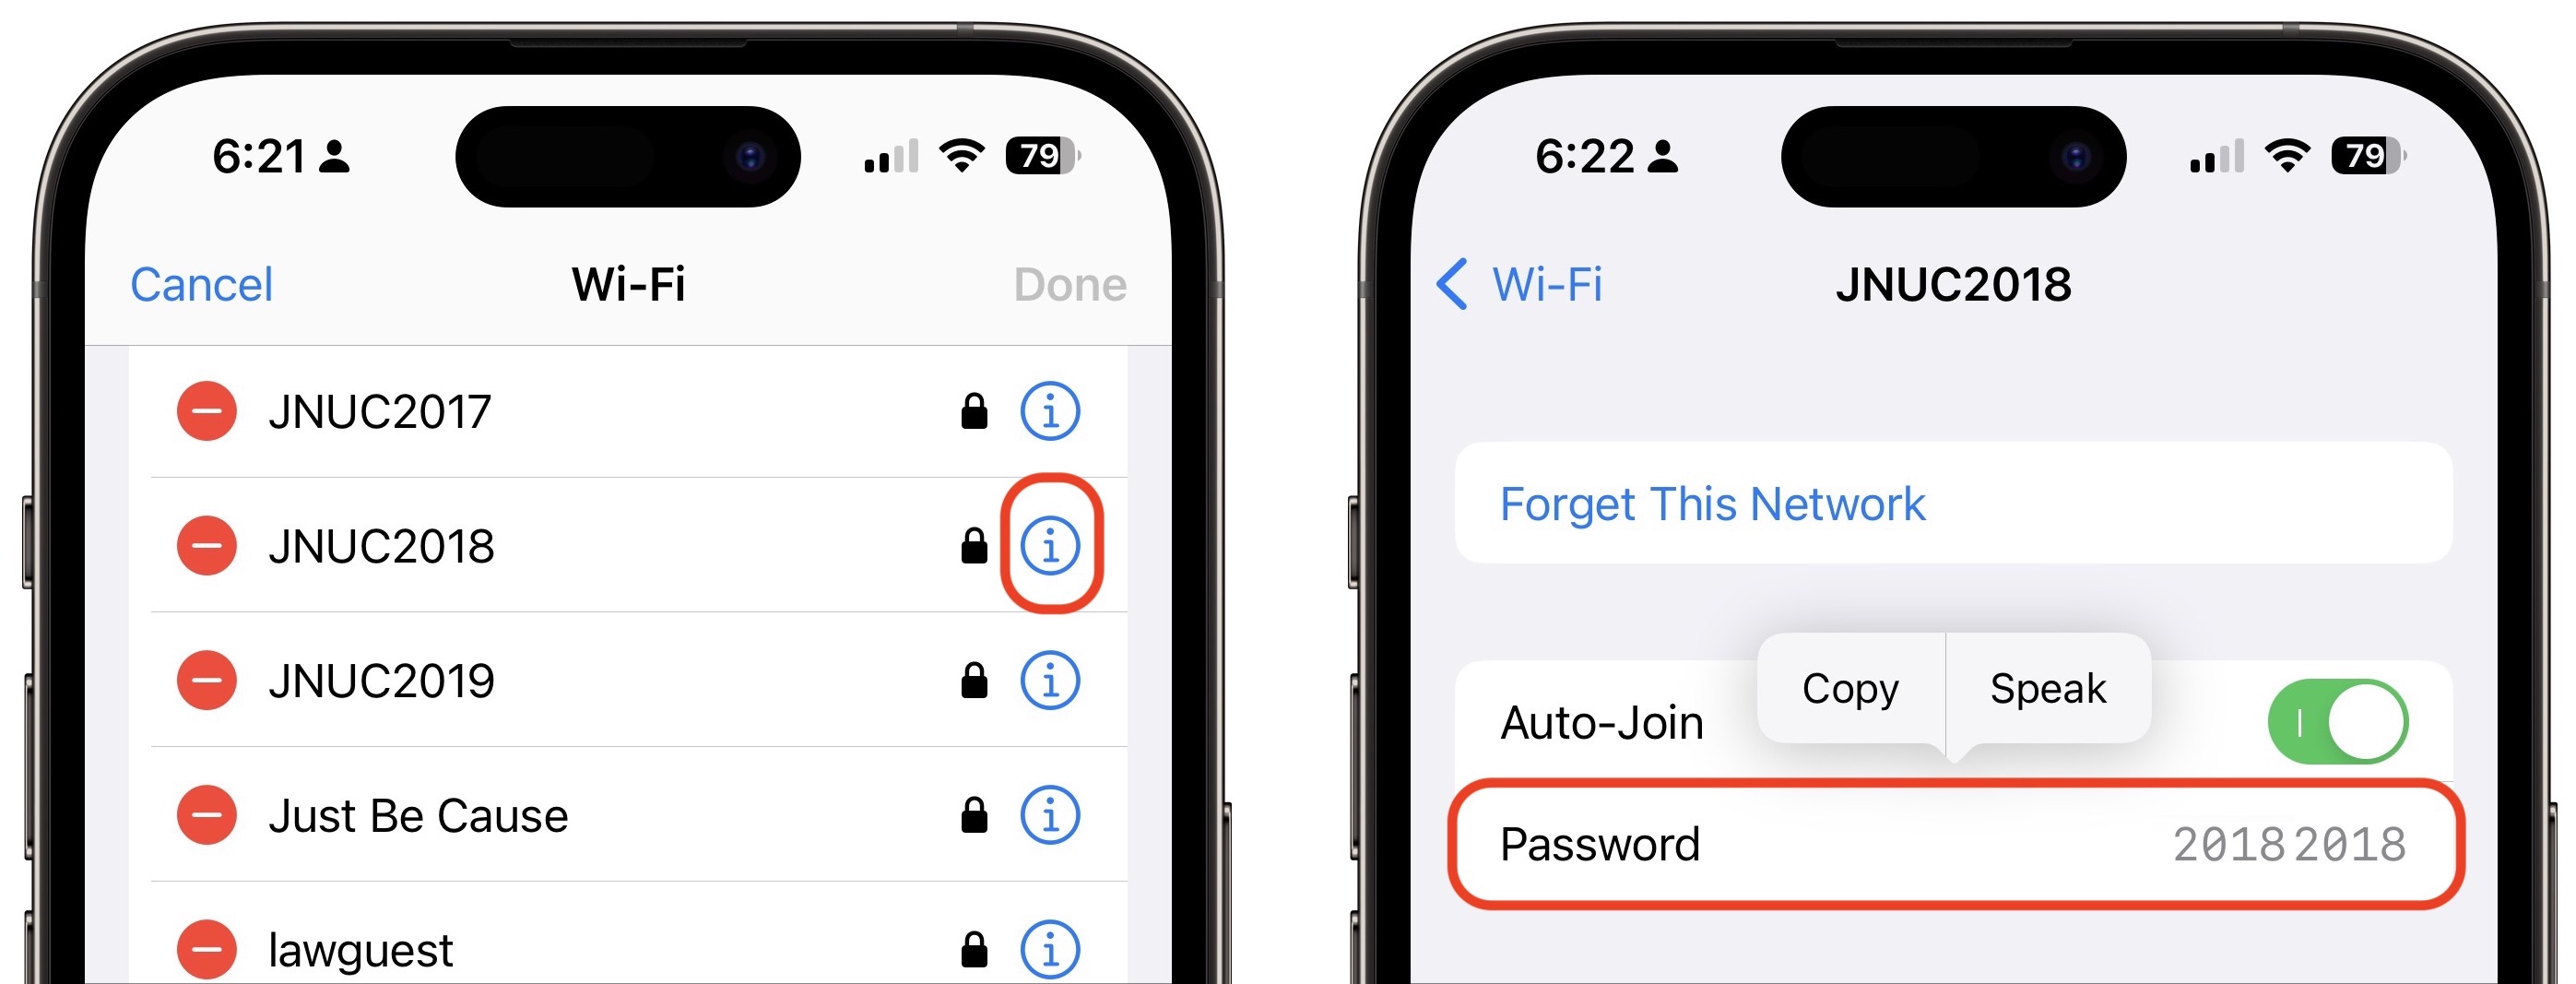 6:21
79
Cancel
Wi-Fi
Done
JNUC2017
JNUC2018
JNUC2019
Just Be Cause
lawguest
6:22
79
Wi-Fi
JNUC2018
Forget This Network
Copy
Speak
Auto-Join
Password
20182018